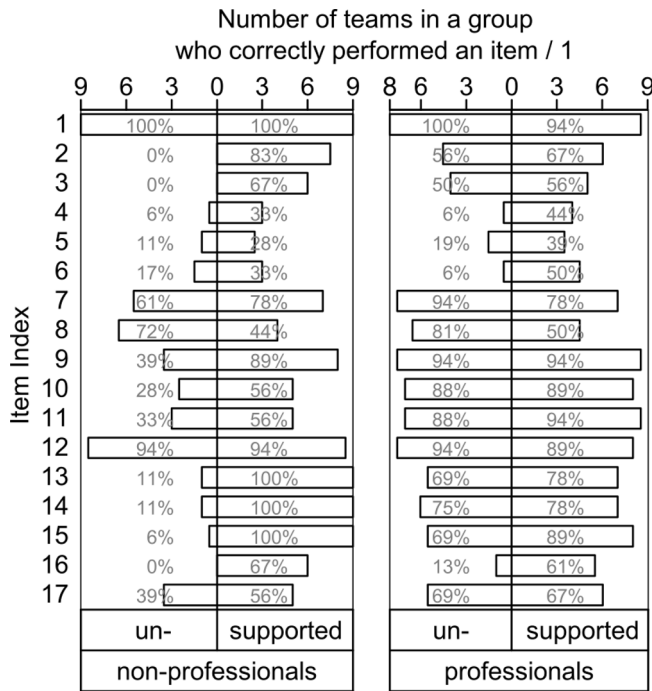 Number of teams in a group
who correctly performed an item / 1
9 6 3 0 3 6 9 8 6 3 0 3 6 9
Item Index
1 100% 100% 100% 94%
2 0% 83% 56% 67%
3 0% 67% 50% 56%
4 6% 33% 6% 44%
5 11% 28% 19% 39%
6 17% 33% 6% 50%
7 61% 78% 94% 78%
8 72% 44% 81% 50%
9 39% 89% 94% 94%
10 28% 56% 88% 89%
11 33% 56% 88% 94%
12 94% 94% 94% 89%
13 11% 100% 69% 78%
14 11% 100% 75% 78%
15 6% 100% 69% 89%
16 0% 67% 13% 61%
17 39% 56% 69% 67%
un- supported un- supported
non-professionals professionals